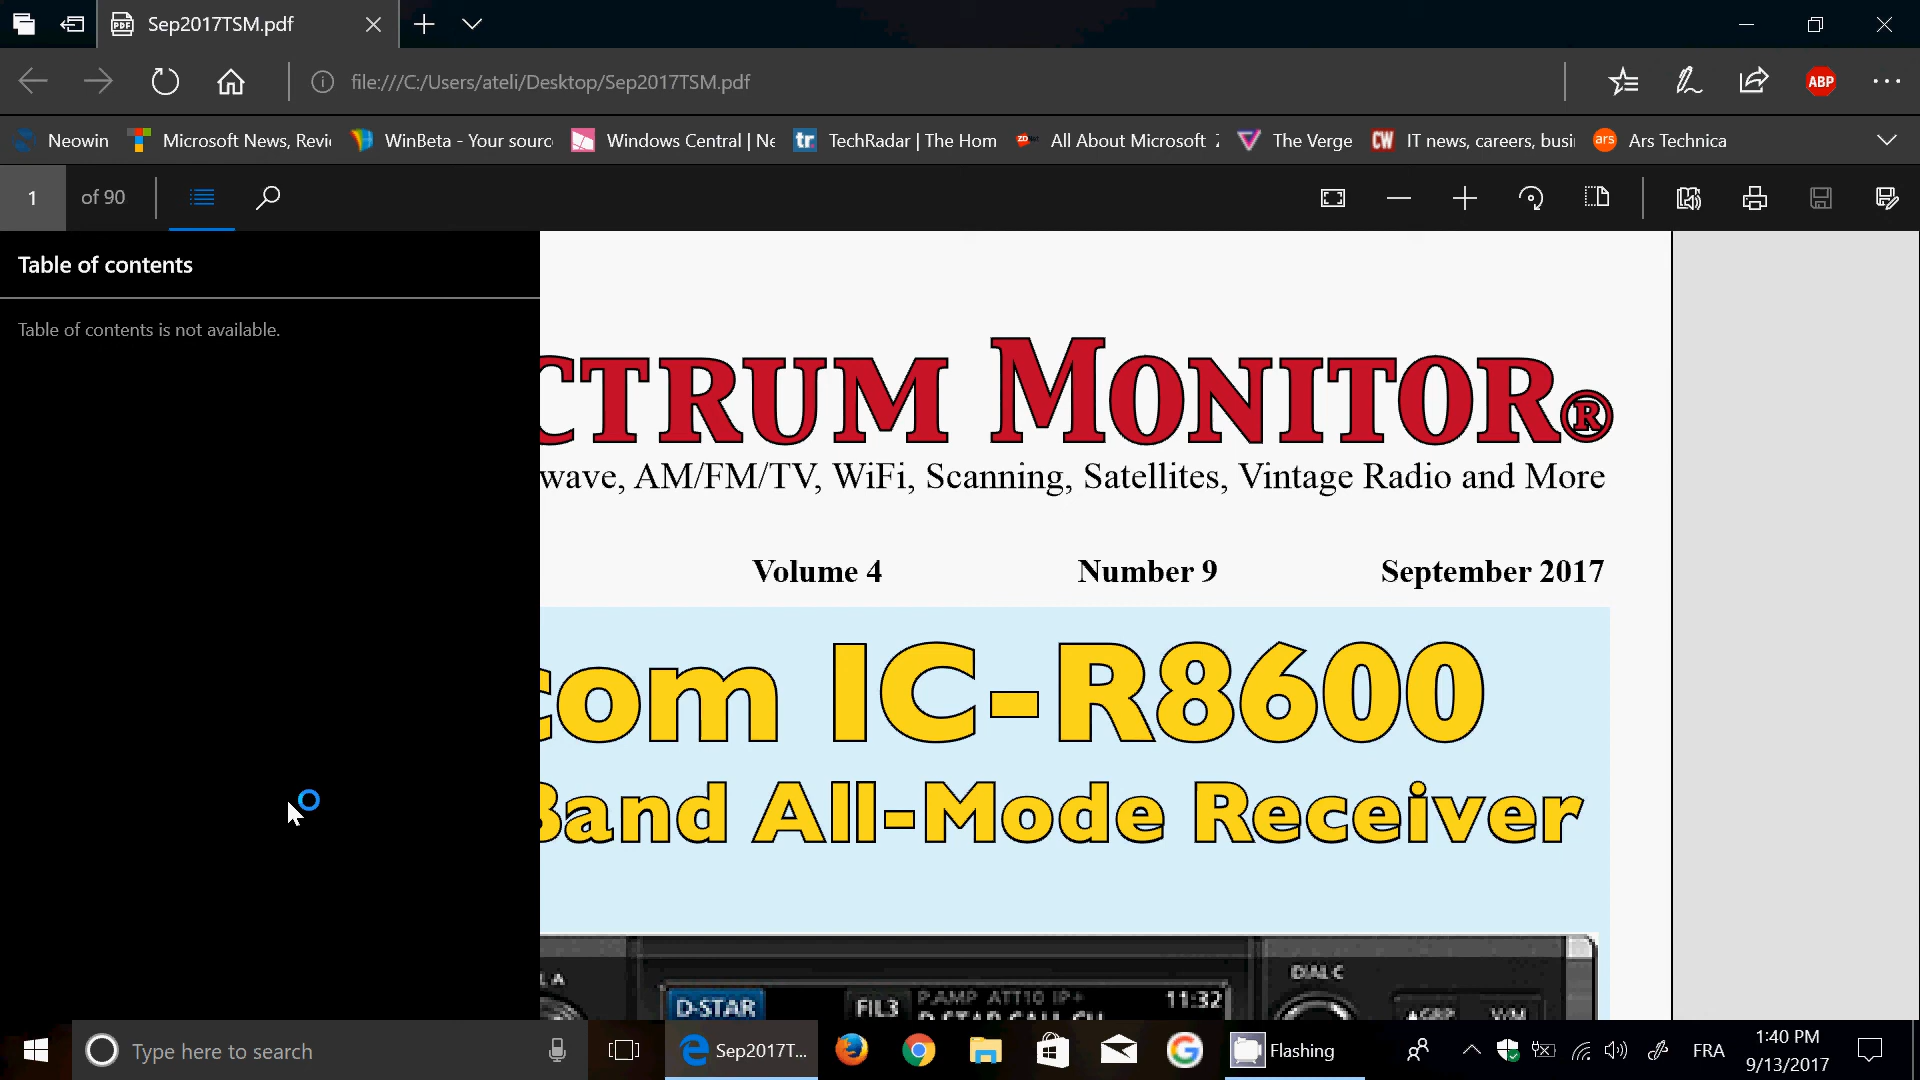 Sep2017TSM.pdf
file:///C:/Users/ateli/Desktop/Sep2017TSM.pdf
ABP
Neowin
Microsoft News, Revi
WinBeta - Your sourc
Windows Central | Ne
tr
TechRadar | The Hom
All About Microsoft
The Verge
CW
IT news, careers, busi
ars
Ars Technica
1
of 90
Table of contents
Table of contents is not available.
CTRUM MONITOR®
wave, AM/FM/TV, WiFi, Scanning, Satellites, Vintage Radio and More
Volume 4 Number 9 September 2017
com IC-R8600
Band All-Mode Receiver
DIAL C
D-STAR
FIL3
P.AMP ATT10 IP+
11:32
Type here to search
Sep2017T...
Flashing
FRA
1:40 PM
9/13/2017